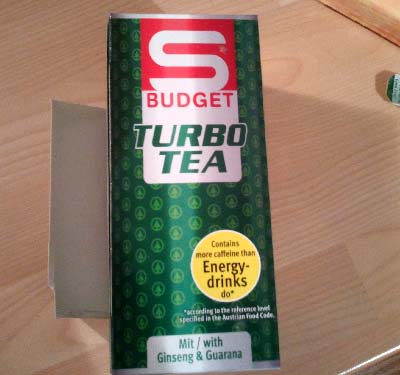 S
BUDGET
TURBO
TEA
Contains
more caffeine than
Energy-
drinks
do*
*according to the reference level
specified in the Austrian Food Code.
Mit / with
Ginseng & Guarana